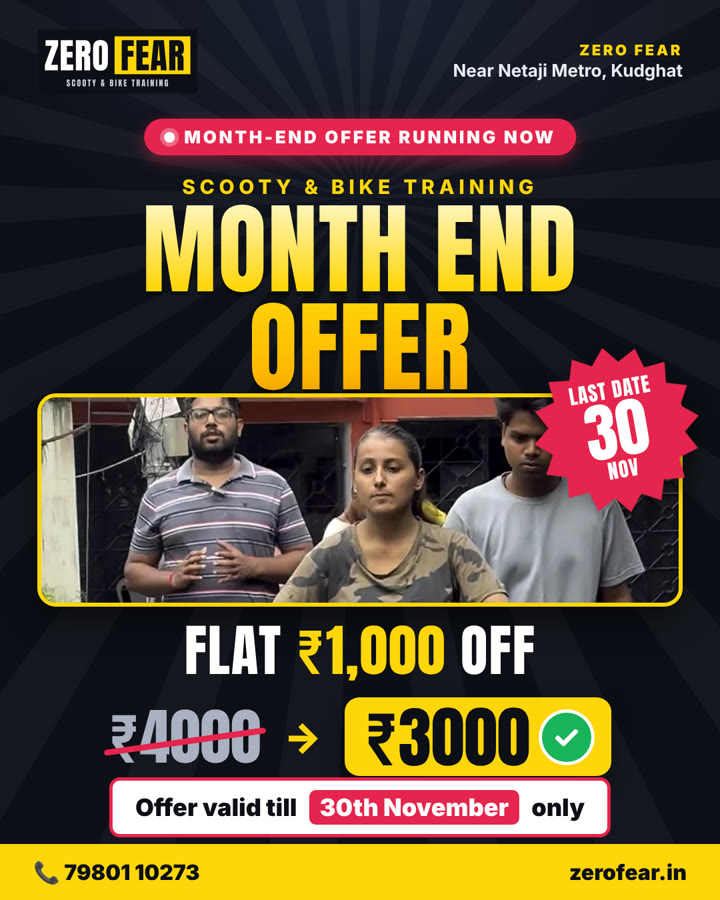 ZERO FEAR
SCOOTY & BIKE TRAINING
ZERO FEAR
Near Netaji Metro, Kudghat
MONTH-END OFFER RUNNING NOW
SCOOTY & BIKE TRAINING
MONTH END
OFFER
LAST DATE
30
NOV
FLAT ₹1,000 OFF
₹4000 → ₹3000
Offer valid till 30th November only
📞 79801 10273
zerofear.in